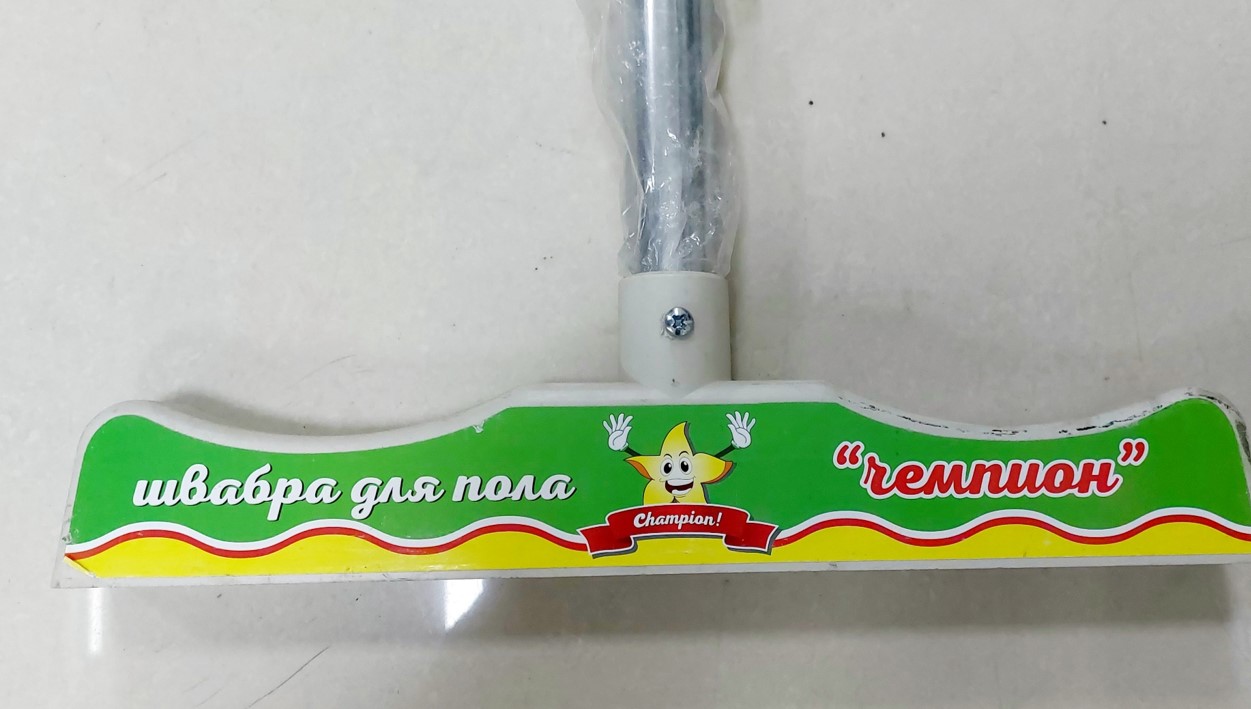 швабра для пола
“чемпион”
Champion!